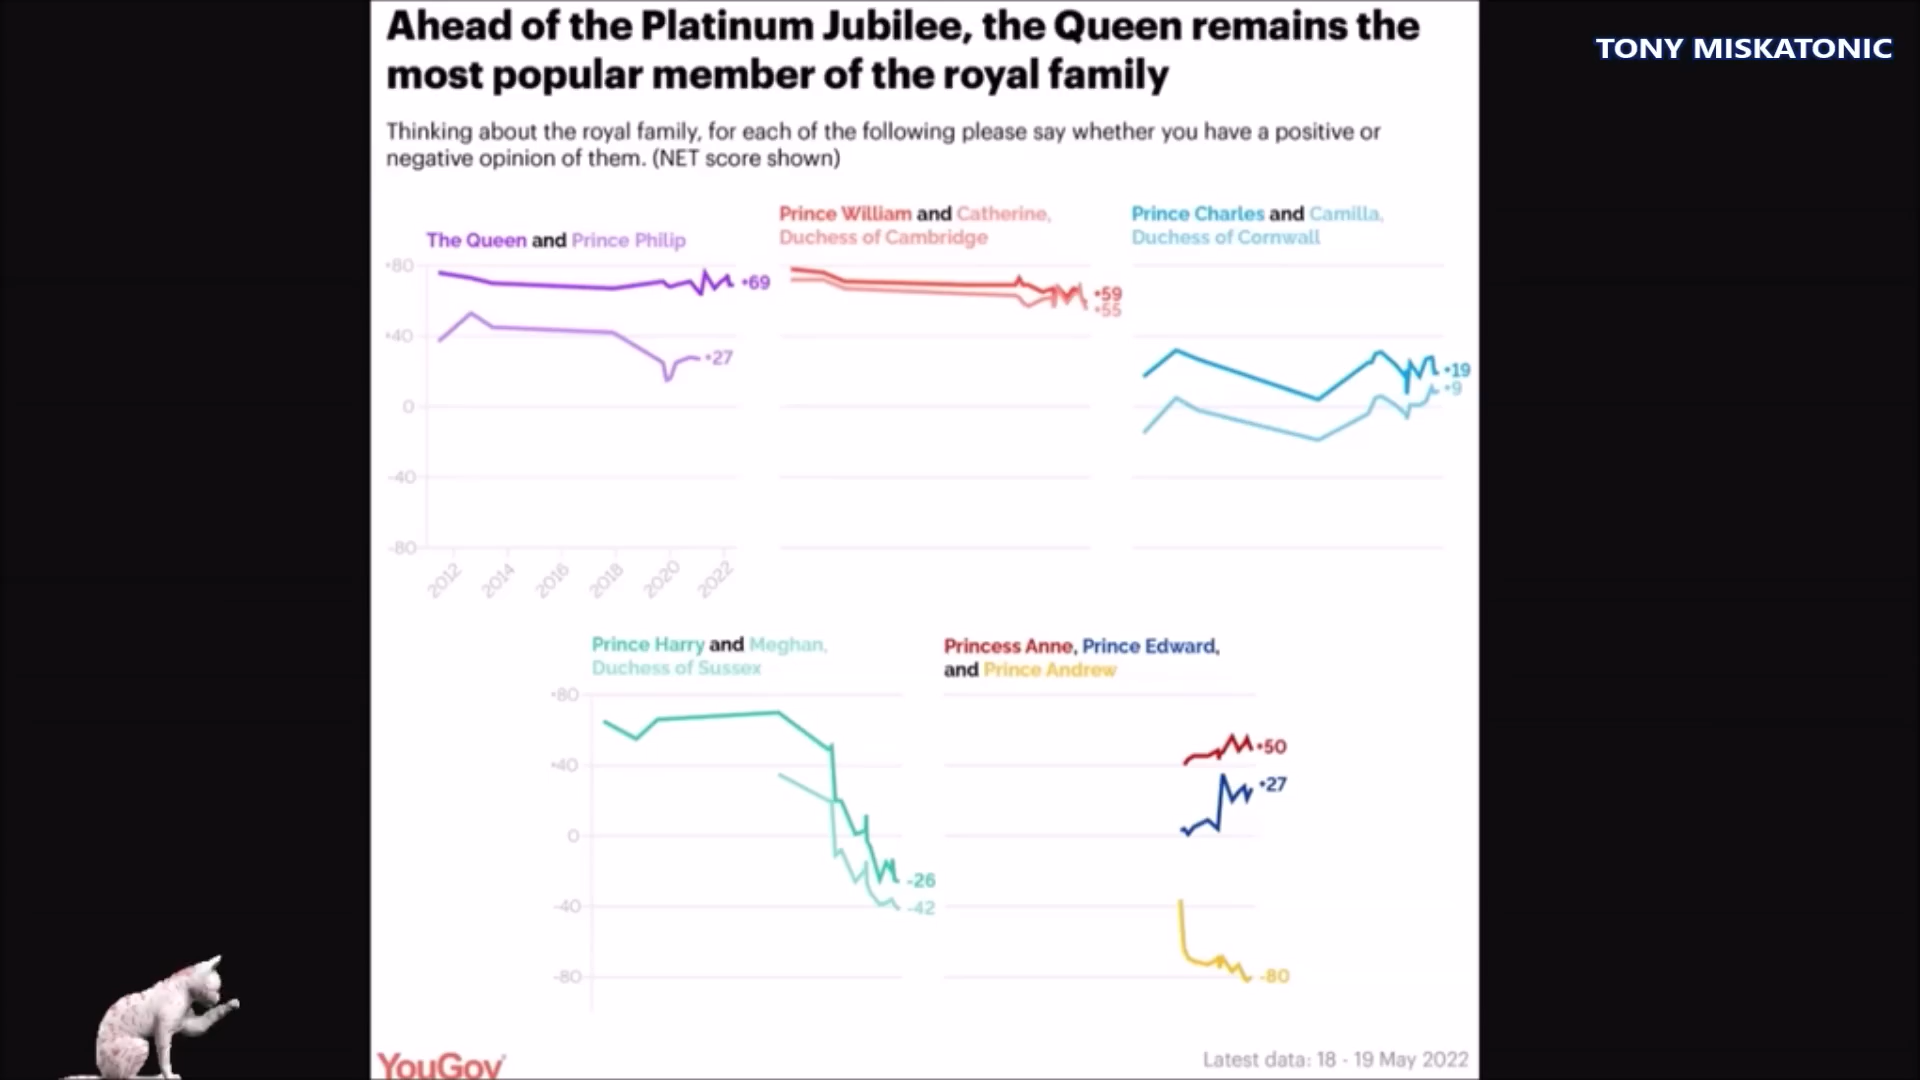 Ahead of the Platinum Jubilee, the Queen remains the
most popular member of the royal family
TONY MISKATONIC
Thinking about the royal family, for each of the following please say whether you have a positive or
negative opinion of them. (NET score shown)
The Queen and Prince Philip
+80
+40
0
-40
-80
+69
+27
2012
2014
2016
2018
2020
2022
Prince William and Catherine,
Duchess of Cambridge
+59
+55
Prince Charles and Camilla,
Duchess of Cornwall
+19
+9
Prince Harry and Meghan,
Duchess of Sussex
+80
+40
0
-40
-80
-26
-42
Princess Anne, Prince Edward,
and Prince Andrew
+50
+27
-80
YouGov
Latest data: 18 - 19 May 2022